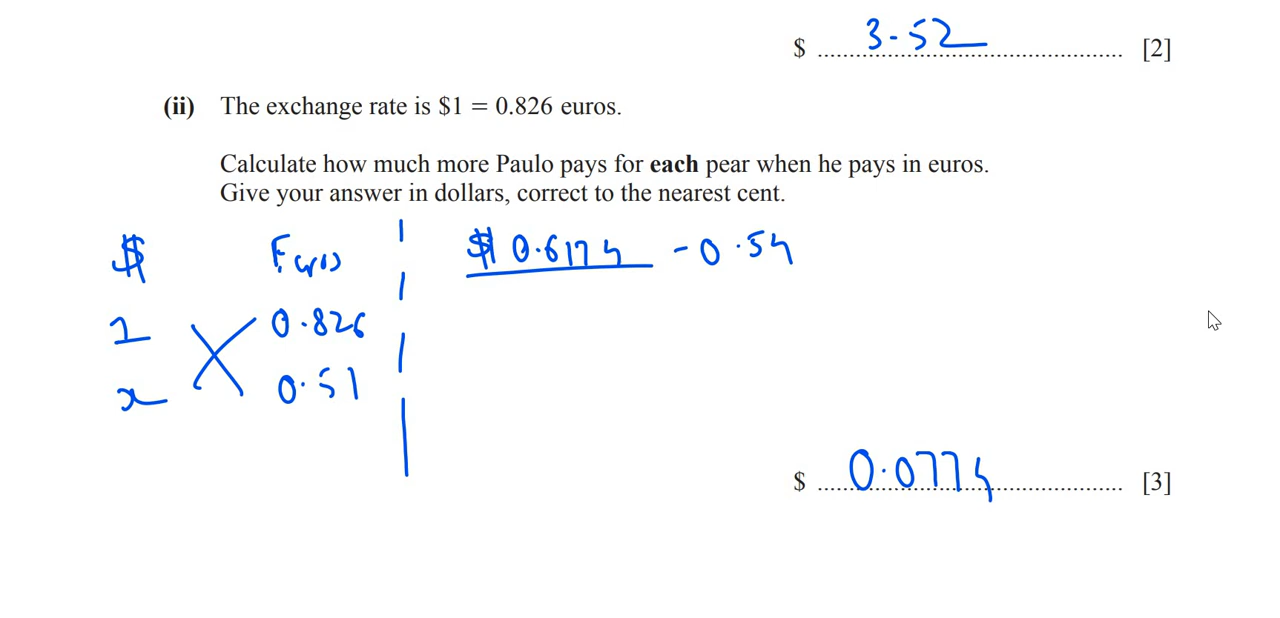 $ 3.52 [2]
(ii) The exchange rate is $1 = 0.826 euros.
Calculate how much more Paulo pays for each pear when he pays in euros.
Give your answer in dollars, correct to the nearest cent.
$ Euros $ 0.6174 - 0.54
1 0.826
x 0.51
$ 0.0774 [3]